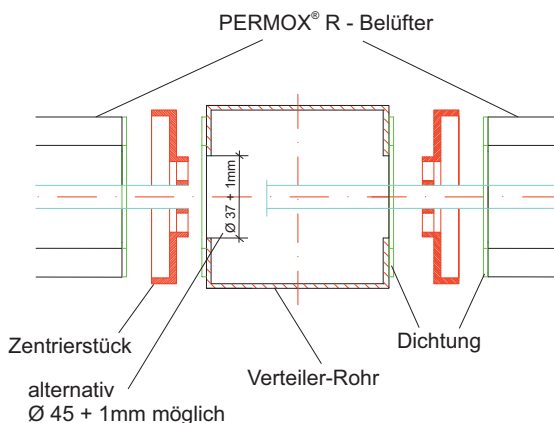 PERMOX® R - Belüfter
Ø 37 + 1mm
Zentrierstück
Dichtung
Verteiler-Rohr
alternativ
Ø 45 + 1mm möglich